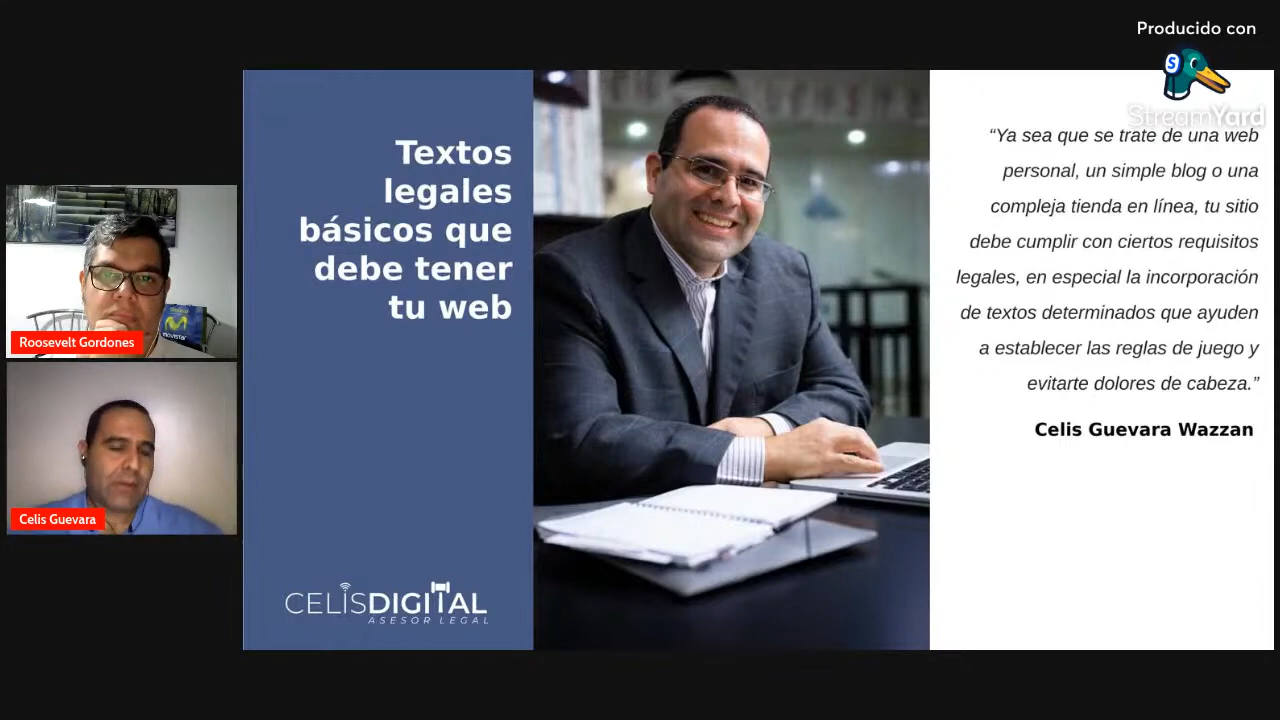 Producido con
StreamYard
Textos
legales
básicos que
debe tener
tu web
CELISDIGITAL
ASESOR LEGAL
“Ya sea que se trate de una web
personal, un simple blog o una
compleja tienda en línea, tu sitio
debe cumplir con ciertos requisitos
legales, en especial la incorporación
de textos determinados que ayuden
a establecer las reglas de juego y
evitarte dolores de cabeza.”
Celis Guevara Wazzan
movistar
Roosevelt Gordones
Celis Guevara